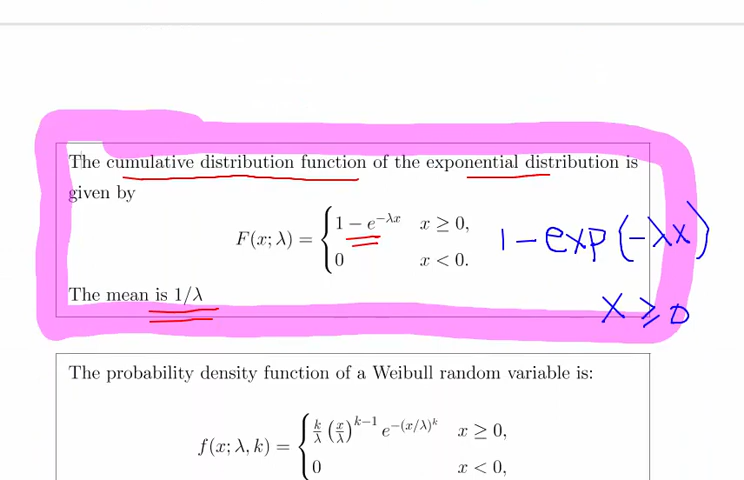 The cumulative distribution function of the exponential distribution is
given by
F(x; λ) = { 1 − e^{−λx} x ≥ 0,
0 x < 0.
1 − exp(−λx)
The mean is 1/λ
x ≥ 0
The probability density function of a Weibull random variable is:
f(x; λ, k) = { k/λ (x/λ)^{k−1} e^{−(x/λ)^k} x ≥ 0,
0 x < 0,